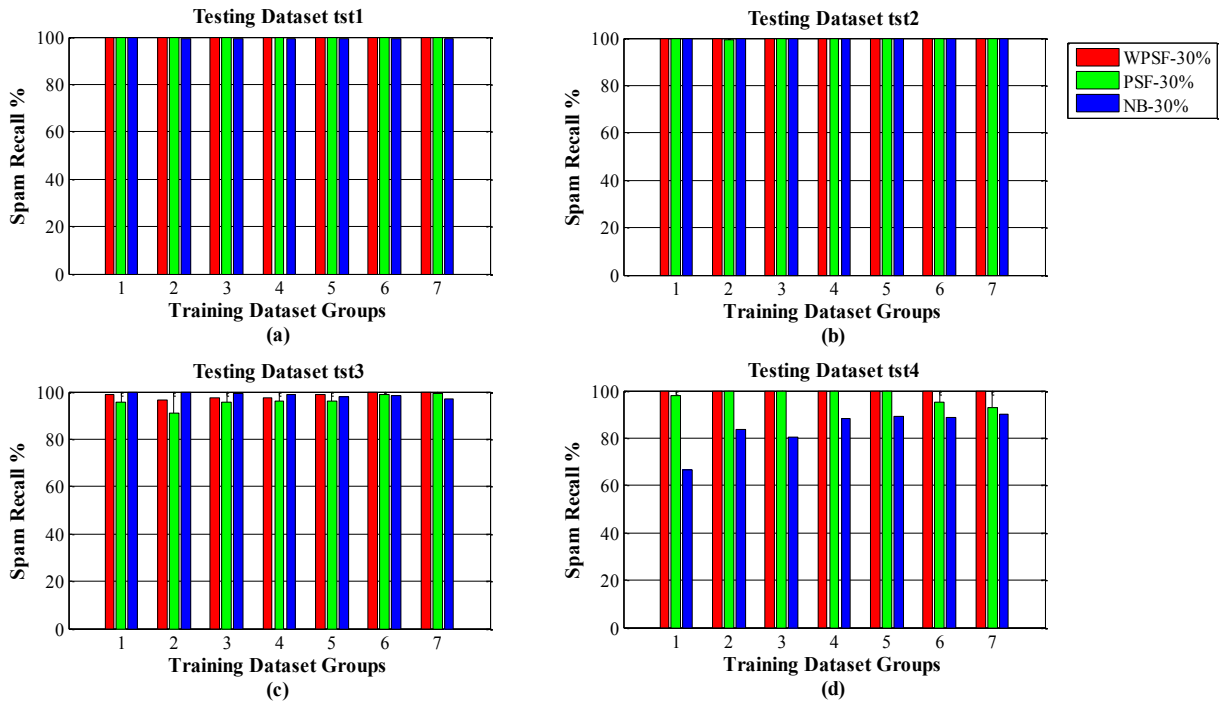 Testing Dataset tst1
100
80
60
40
20
0
Spam Recall %
1 2 3 4 5 6 7
Training Dataset Groups
(a)
Testing Dataset tst2
100
80
60
40
20
0
Spam Recall %
1 2 3 4 5 6 7
Training Dataset Groups
(b)
WPSF-30%
PSF-30%
NB-30%
Testing Dataset tst3
100
80
60
40
20
0
Spam Recall %
1 2 3 4 5 6 7
Training Dataset Groups
(c)
Testing Dataset tst4
100
80
60
40
20
0
Spam Recall %
1 2 3 4 5 6 7
Training Dataset Groups
(d)